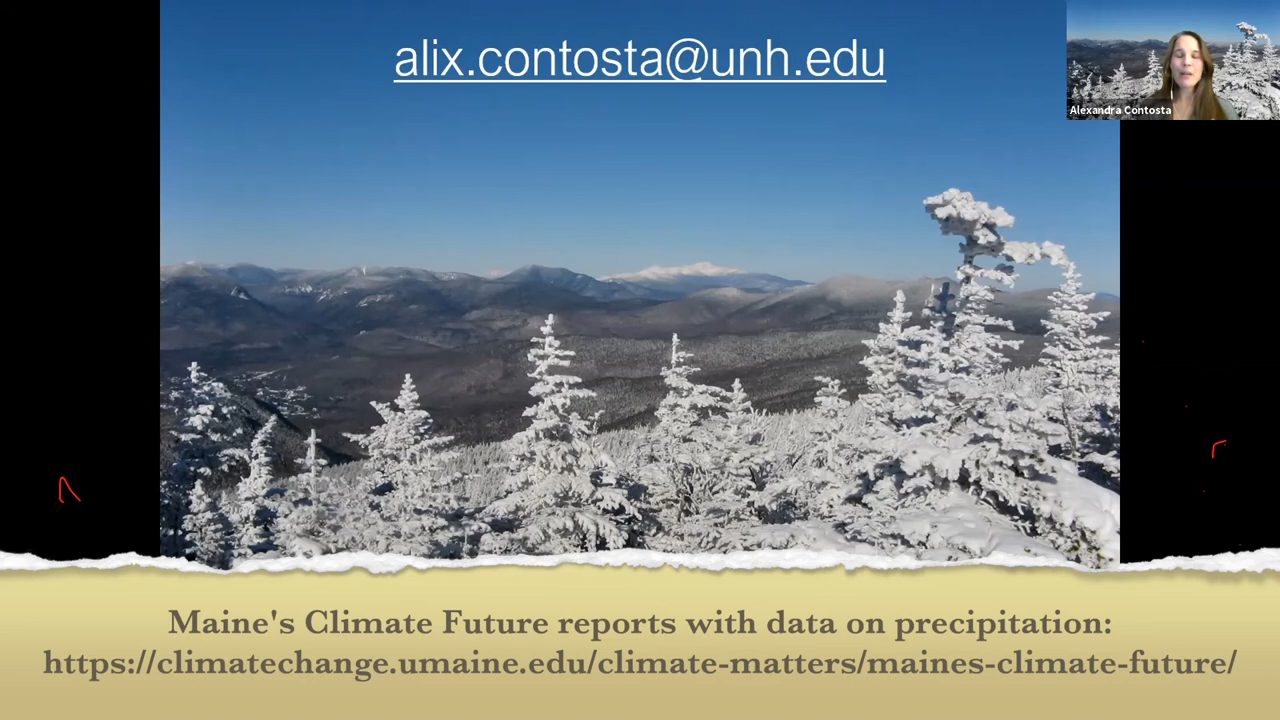 alix.contosta@unh.edu
Alexandra Contosta
Maine's Climate Future reports with data on precipitation:
https://climatechange.umaine.edu/climate-matters/maines-climate-future/